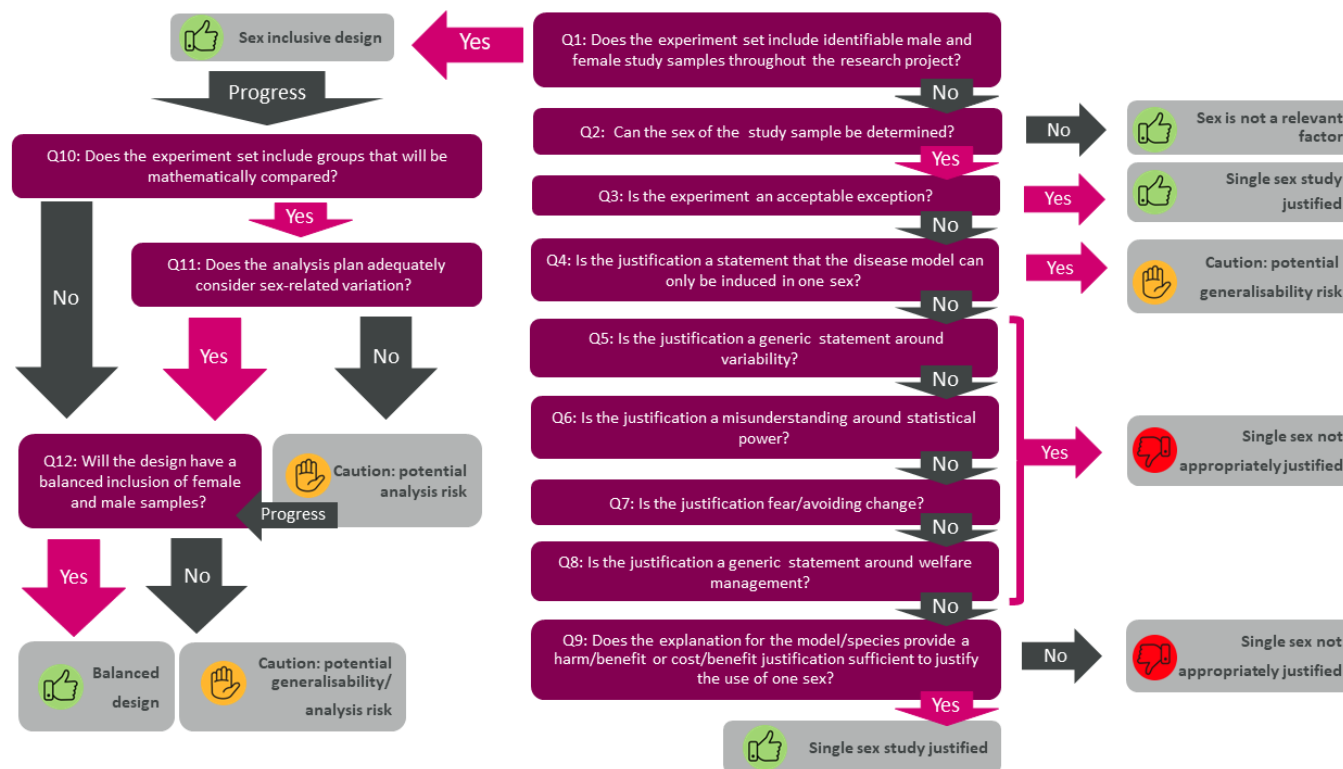 Sex inclusive design
Yes
Q1: Does the experiment set include identifiable male and
female study samples throughout the research project?
Progress
No
Q2: Can the sex of the study sample be determined?
No
Sex is not a relevant
factor
Yes
Q10: Does the experiment set include groups that will be
mathematically compared?
Q3: Is the experiment an acceptable exception?
Yes
Single sex study
justified
Yes
No
No
Q11: Does the analysis plan adequately
consider sex-related variation?
Q4: Is the justification a statement that the disease model can
only be induced in one sex?
Yes
Caution: potential
generalisability risk
No
Yes
No
Q5: Is the justification a generic statement around
variability?
No
Q6: Is the justification a misunderstanding around statistical
power?
Yes
Single sex not
appropriately justified
No
Q12: Will the design have a
balanced inclusion of female
and male samples?
Caution: potential
analysis risk
Progress
Q7: Is the justification fear/avoiding change?
No
Q8: Is the justification a generic statement around welfare
management?
Yes
No
No
Q9: Does the explanation for the model/species provide a
harm/benefit or cost/benefit justification sufficient to justify
the use of one sex?
No
Single sex not
appropriately justified
Balanced
design
Caution: potential
generalisability/
analysis risk
Yes
Single sex study justified